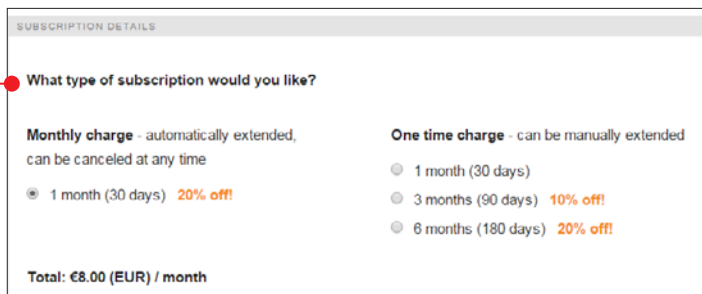 SUBSCRIPTION DETAILS
What type of subscription would you like?
Monthly charge - automatically extended,
can be canceled at any time
1 month (30 days) 20% off!
One time charge - can be manually extended
1 month (30 days)
3 months (90 days) 10% off!
6 months (180 days) 20% off!
Total: €8.00 (EUR) / month